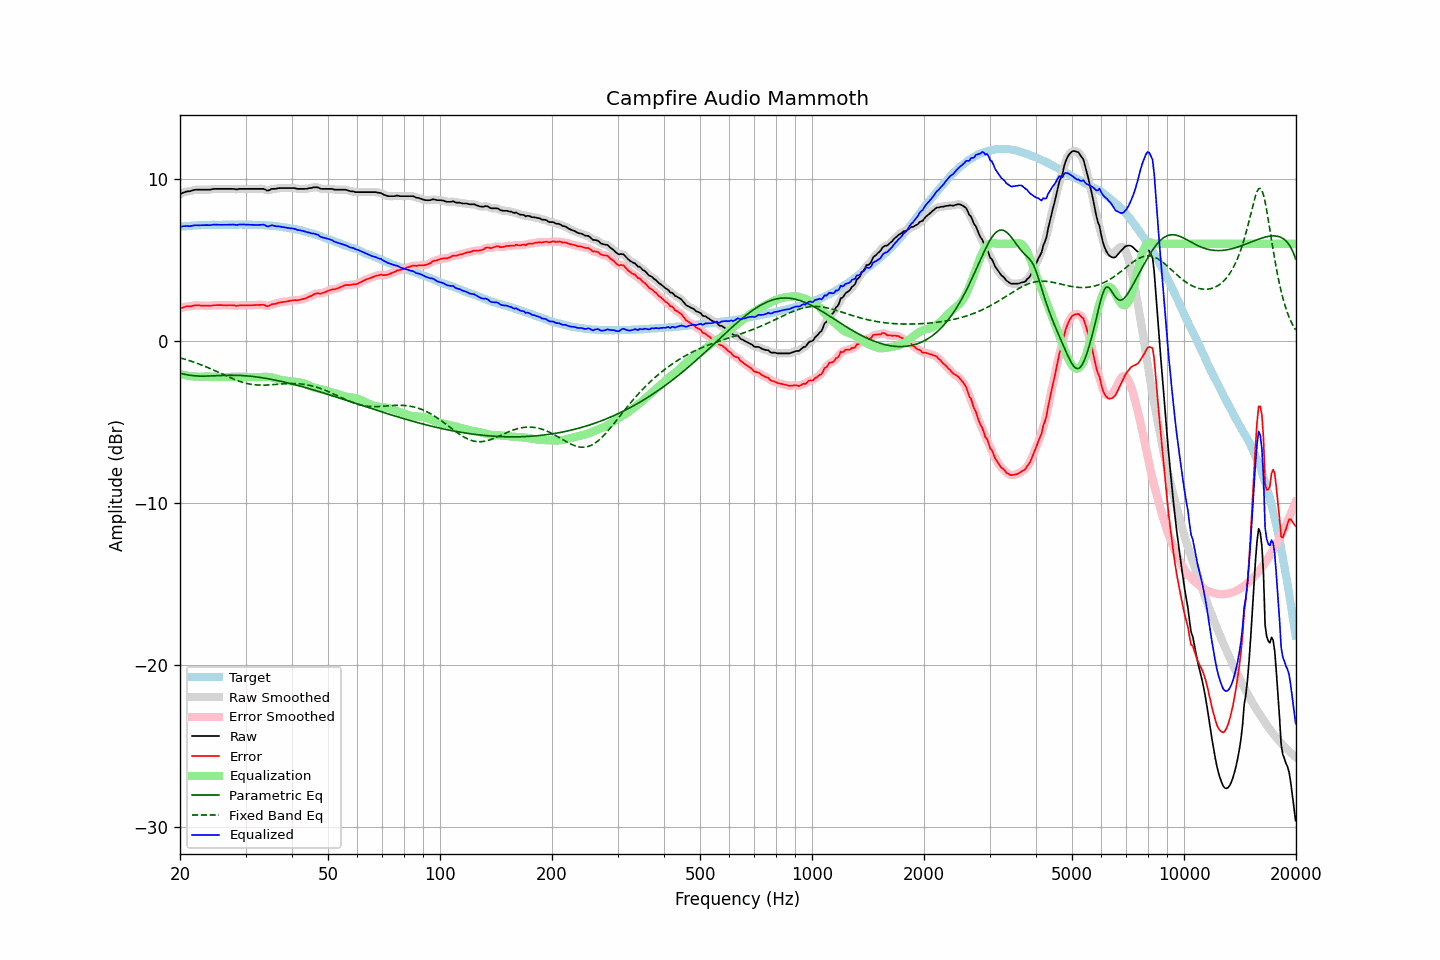 Campfire Audio Mammoth
Amplitude (dBr)
10
0
−10
−20
−30
Target
Raw Smoothed
Error Smoothed
Raw
Error
Equalization
Parametric Eq
Fixed Band Eq
Equalized
20 50 100 200 500 1000 2000 5000 10000 20000
Frequency (Hz)